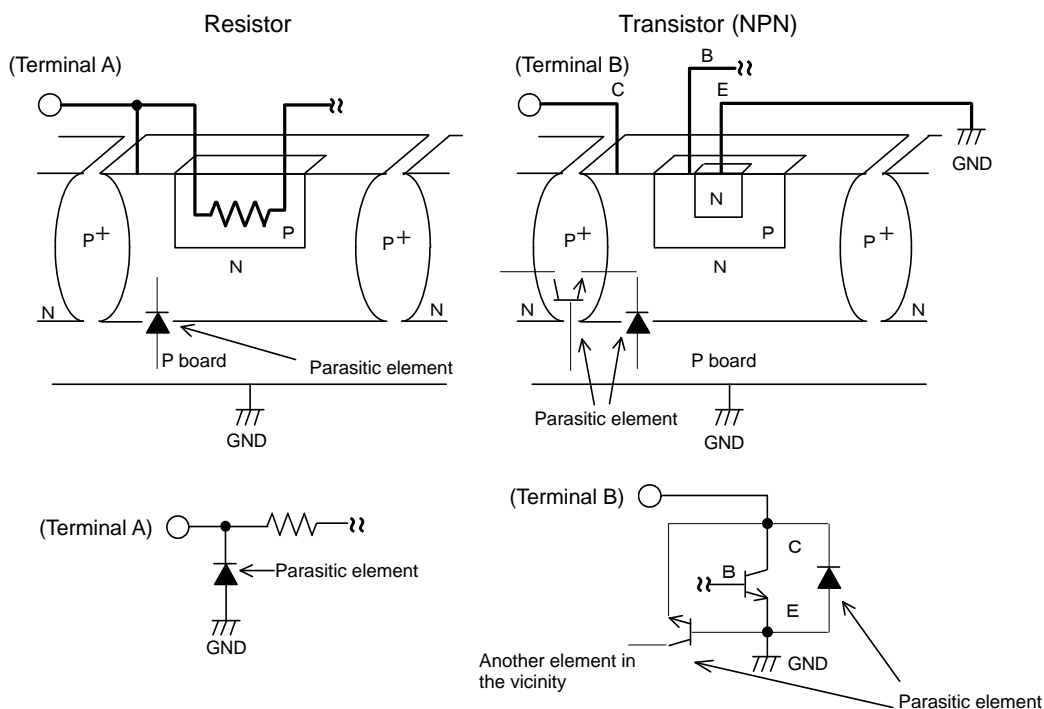 Resistor
(Terminal A)
P+
P+
P
N
N
N
P board
Parasitic element
GND
Transistor (NPN)
(Terminal B)
B
C
E
GND
P+
P+
N
P
N
N
N
P board
Parasitic element
GND
(Terminal A)
Parasitic element
GND
(Terminal B)
C
B
E
GND
Another element in
the vicinity
Parasitic element